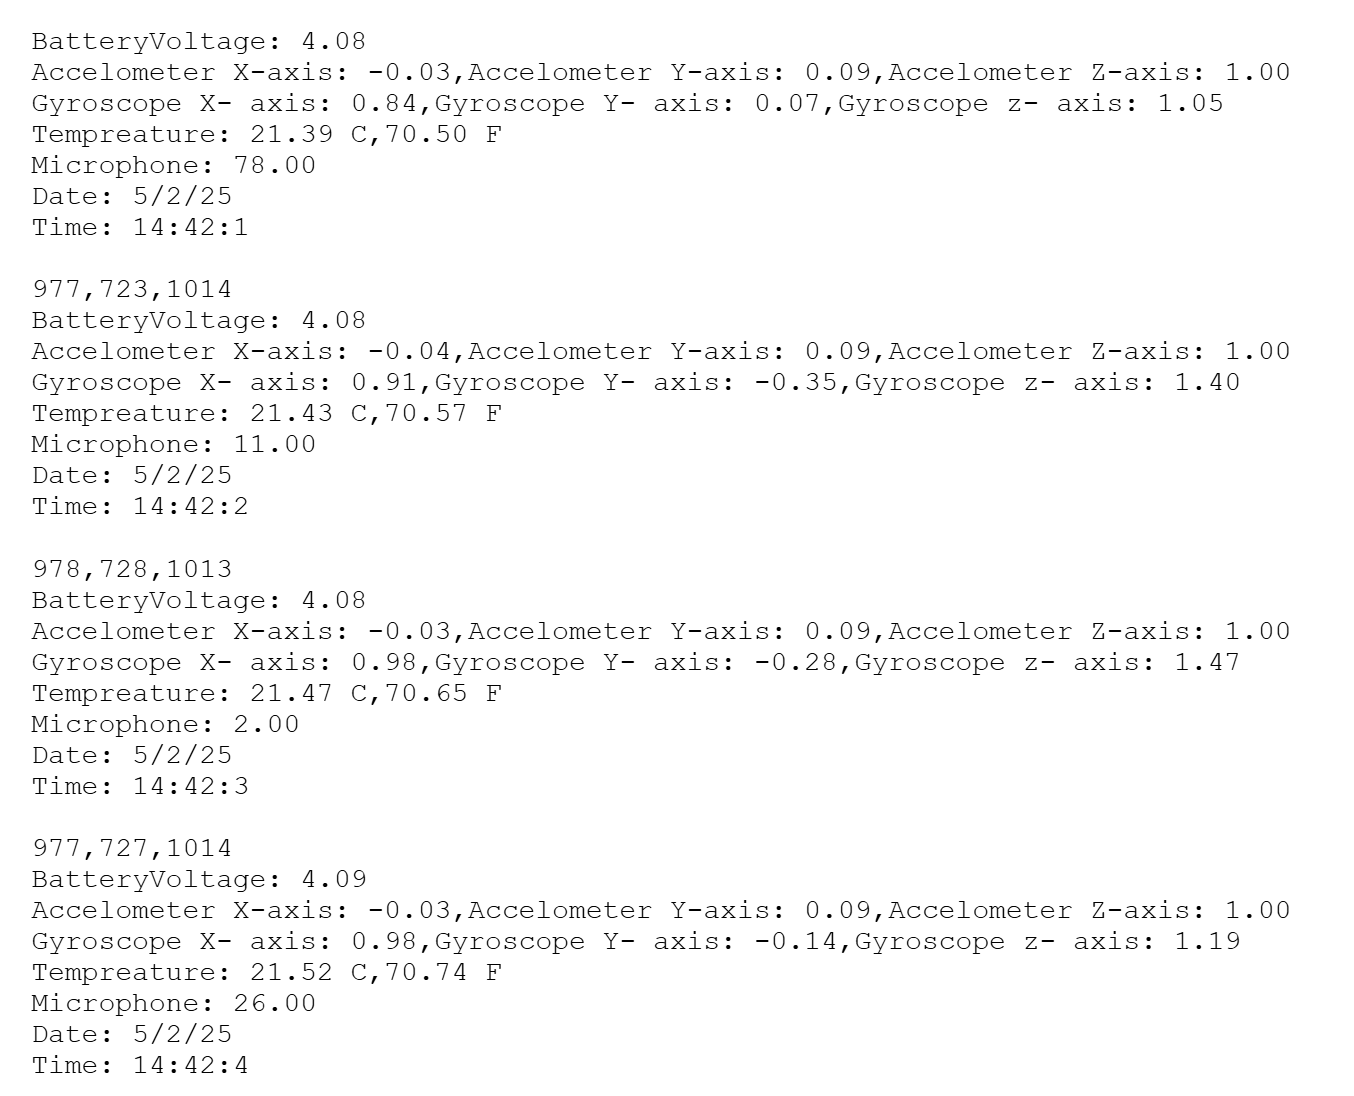 BatteryVoltage: 4.08
Accelometer X-axis: -0.03,Accelometer Y-axis: 0.09,Accelometer Z-axis: 1.00
Gyroscope X- axis: 0.84,Gyroscope Y- axis: 0.07,Gyroscope z- axis: 1.05
Tempreature: 21.39 C,70.50 F
Microphone: 78.00
Date: 5/2/25
Time: 14:42:1
977,723,1014
BatteryVoltage: 4.08
Accelometer X-axis: -0.04,Accelometer Y-axis: 0.09,Accelometer Z-axis: 1.00
Gyroscope X- axis: 0.91,Gyroscope Y- axis: -0.35,Gyroscope z- axis: 1.40
Tempreature: 21.43 C,70.57 F
Microphone: 11.00
Date: 5/2/25
Time: 14:42:2
978,728,1013
BatteryVoltage: 4.08
Accelometer X-axis: -0.03,Accelometer Y-axis: 0.09,Accelometer Z-axis: 1.00
Gyroscope X- axis: 0.98,Gyroscope Y- axis: -0.28,Gyroscope z- axis: 1.47
Tempreature: 21.47 C,70.65 F
Microphone: 2.00
Date: 5/2/25
Time: 14:42:3
977,727,1014
BatteryVoltage: 4.09
Accelometer X-axis: -0.03,Accelometer Y-axis: 0.09,Accelometer Z-axis: 1.00
Gyroscope X- axis: 0.98,Gyroscope Y- axis: -0.14,Gyroscope z- axis: 1.19
Tempreature: 21.52 C,70.74 F
Microphone: 26.00
Date: 5/2/25
Time: 14:42:4